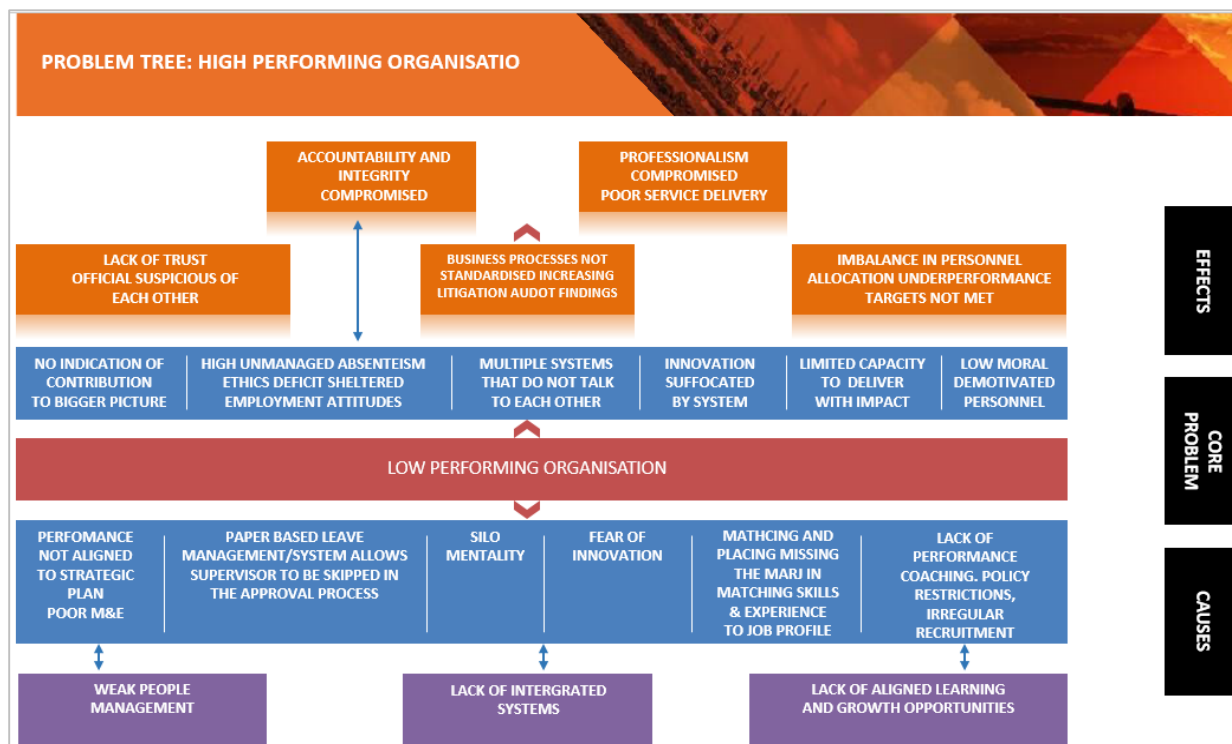 PROBLEM TREE: HIGH PERFORMING ORGANISATIO
ACCOUNTABILITY AND
INTEGRITY
COMPROMISED
PROFESSIONALISM
COMPROMISED
POOR SERVICE DELIVERY
LACK OF TRUST
OFFICIAL SUSPICIOUS OF
EACH OTHER
BUSINESS PROCESSES NOT
STANDARDISED INCREASING
LITIGATION AUDOT FINDINGS
IMBALANCE IN PERSONNEL
ALLOCATION UNDERPERFORMANCE
TARGETS NOT MET
EFFECTS
NO INDICATION OF
CONTRIBUTION
TO BIGGER PICTURE
HIGH UNMANAGED ABSENTEISM
ETHICS DEFICIT SHELTERED
EMPLOYMENT ATTITUDES
MULTIPLE SYSTEMS
THAT DO NOT TALK
TO EACH OTHER
INNOVATION
SUFFOCATED
BY SYSTEM
LIMITED CAPACITY
TO DELIVER
WITH IMPACT
LOW MORAL
DEMOTIVATED
PERSONNEL
LOW PERFORMING ORGANISATION
CORE
PROBLEM
PERFOMANCE
NOT ALIGNED
TO STRATEGIC
PLAN
POOR M&E
PAPER BASED LEAVE
MANAGEMENT/SYSTEM ALLOWS
SUPERVISOR TO BE SKIPPED IN
THE APPROVAL PROCESS
SILO
MENTALITY
FEAR OF
INNOVATION
MATHCING AND
PLACING MISSING
THE MARJ IN
MATCHING SKILLS
& EXPERIENCE
TO JOB PROFILE
LACK OF
PERFORMANCE
COACHING. POLICY
RESTRICTIONS,
IRREGULAR
RECRUITMENT
CAUSES
WEAK PEOPLE
MANAGEMENT
LACK OF INTERGRATED
SYSTEMS
LACK OF ALIGNED LEARNING
AND GROWTH OPPORTUNITIES